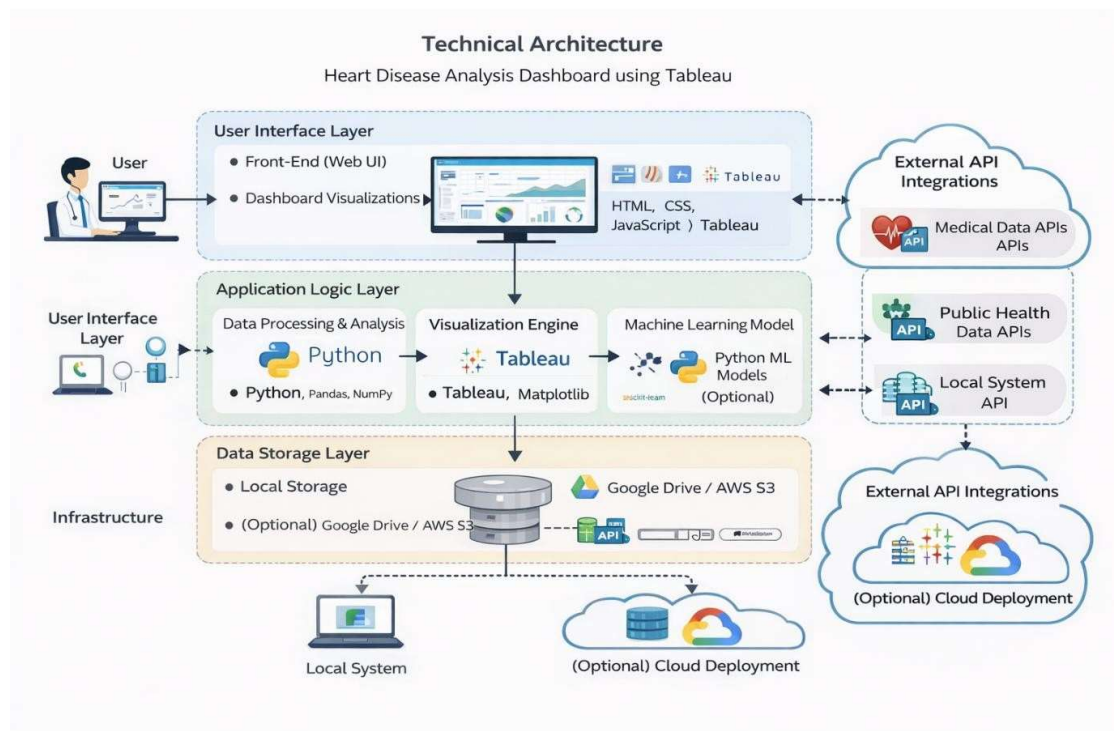 Technical Architecture
Heart Disease Analysis Dashboard using Tableau
User Interface Layer
User
● Front-End (Web UI)
● Dashboard Visualizations
Tableau
HTML, CSS,
JavaScript ) Tableau
External API
Integrations
API
Medical Data APIs
APIs
Application Logic Layer
User Interface
Layer
Data Processing & Analysis
Python
● Python, Pandas, NumPy
Visualization Engine
Tableau
● Tableau, Matplotlib
Machine Learning Model
Python ML
Models
(Optional)
API
Public Health
Data APIs
API
Local System
API
Data Storage Layer
● Local Storage
● (Optional) Google Drive / AWS S3
Google Drive / AWS S3
API
Infrastructure
External API Integrations
(Optional) Cloud Deployment
Local System
(Optional) Cloud Deployment